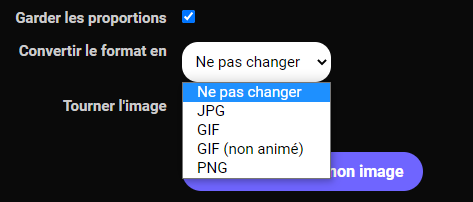 Garder les proportions
Convertir le format en
Ne pas changer
Ne pas changer
JPG
Tourner l'image
GIF
GIF (non animé)
PNG
mon image